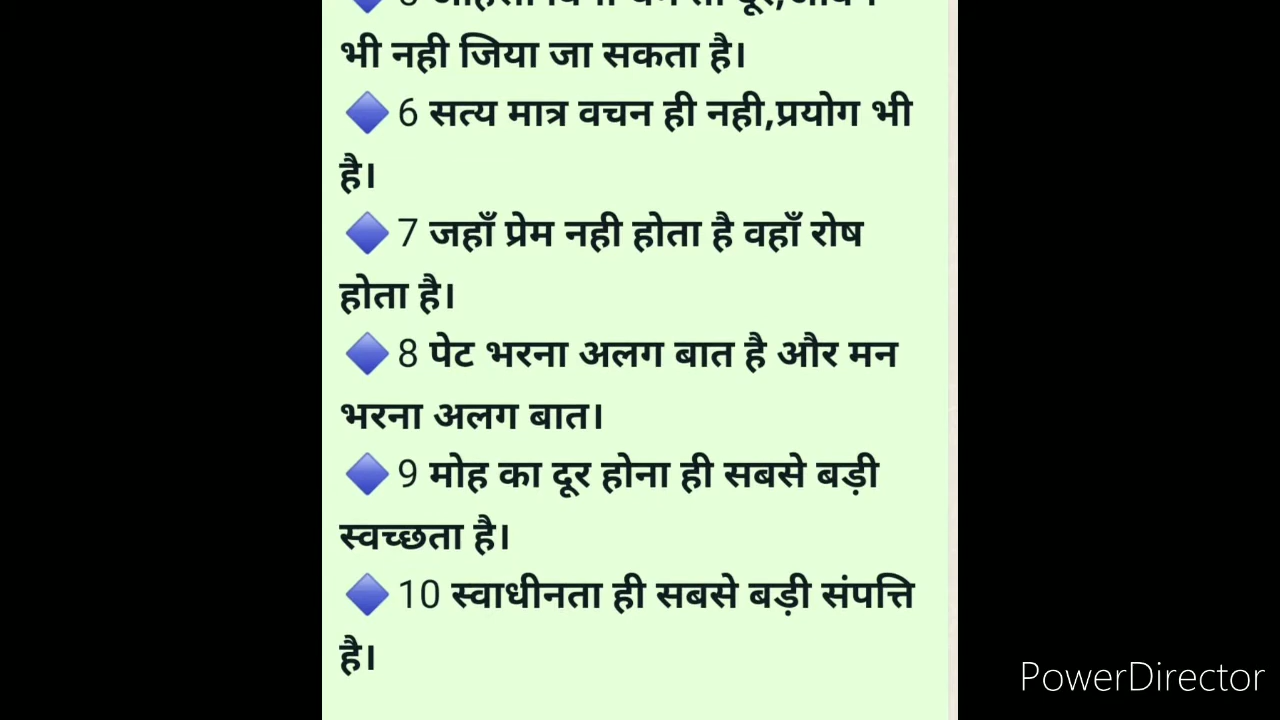 भी नही जिया जा सकता है।
🔷 6 सत्य मात्र वचन ही नही,प्रयोग भी
है।
🔷 7 जहाँ प्रेम नही होता है वहाँ रोष
होता है।
🔷 8 पेट भरना अलग बात है और मन
भरना अलग बात।
🔷 9 मोह का दूर होना ही सबसे बड़ी
स्वच्छता है।
🔷 10 स्वाधीनता ही सबसे बड़ी संपत्ति
है।
PowerDirector